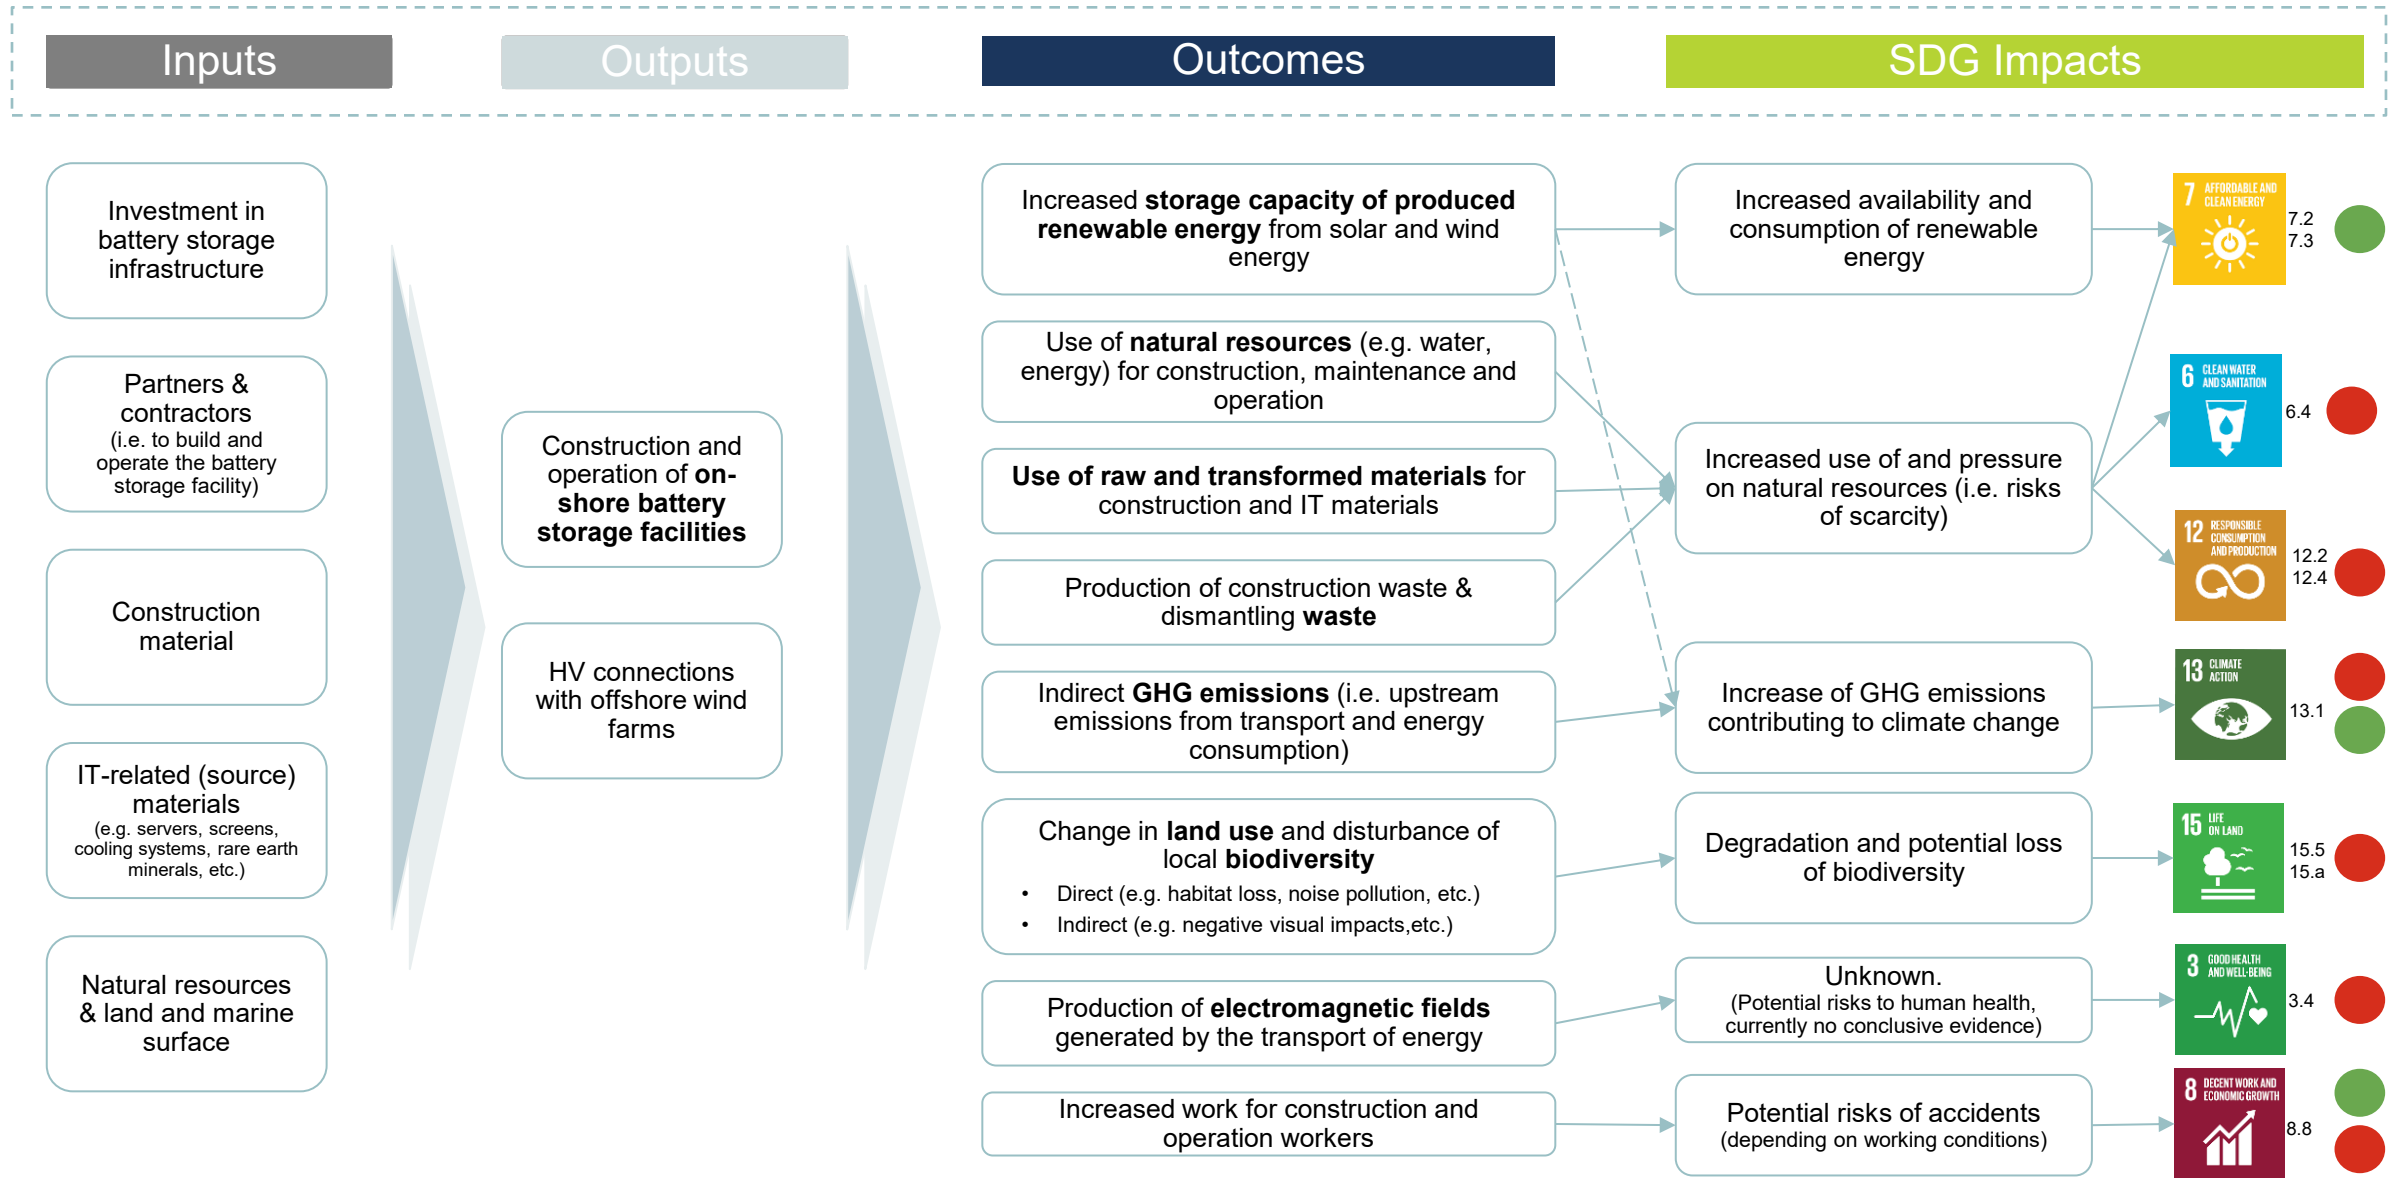 Inputs
Outputs
Outcomes
SDG Impacts
Investment in
battery storage
infrastructure
Partners &
contractors
(i.e. to build and
operate the battery
storage facility)
Construction
material
IT-related (source)
materials
(e.g. servers, screens,
cooling systems, rare earth
minerals, etc.)
Natural resources
& land and marine
surface
Construction and
operation of on-
shore battery
storage facilities
HV connections
with offshore wind
farms
Increased storage capacity of produced
renewable energy from solar and wind
energy
Use of natural resources (e.g. water,
energy) for construction, maintenance and
operation
Use of raw and transformed materials for
construction and IT materials
Production of construction waste &
dismantling waste
Indirect GHG emissions (i.e. upstream
emissions from transport and energy
consumption)
Change in land use and disturbance of
local biodiversity
• Direct (e.g. habitat loss, noise pollution, etc.)
• Indirect (e.g. negative visual impacts,etc.)
Production of electromagnetic fields
generated by the transport of energy
Increased work for construction and
operation workers
Increased availability and
consumption of renewable
energy
Increased use of and pressure
on natural resources (i.e. risks
of scarcity)
Increase of GHG emissions
contributing to climate change
Degradation and potential loss
of biodiversity
Unknown.
(Potential risks to human health,
currently no conclusive evidence)
Potential risks of accidents
(depending on working conditions)
7 AFFORDABLE AND
CLEAN ENERGY
7.2
7.3
6 CLEAN WATER
AND SANITATION
6.4
12 RESPONSIBLE
CONSUMPTION
AND PRODUCTION
12.2
12.4
13 CLIMATE
ACTION
13.1
15 LIFE
ON LAND
15.5
15.a
3 GOOD HEALTH
AND WELL-BEING
3.4
8 DECENT WORK AND
ECONOMIC GROWTH
8.8